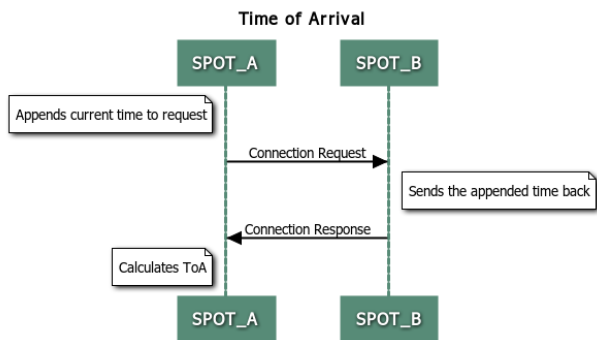 Time of Arrival
SPOT_A
SPOT_B
Appends current time to request
Connection Request
Sends the appended time back
Connection Response
Calculates ToA
SPOT_A
SPOT_B